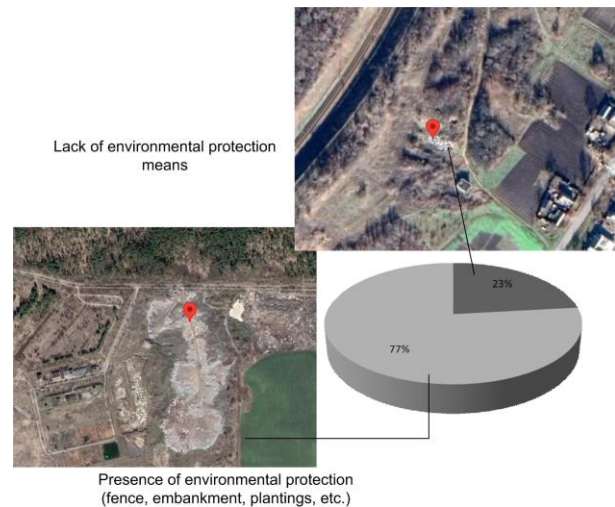 Lack of environmental protection
means
23%
77%
Presence of environmental protection
(fence, embankment, plantings, etc.)